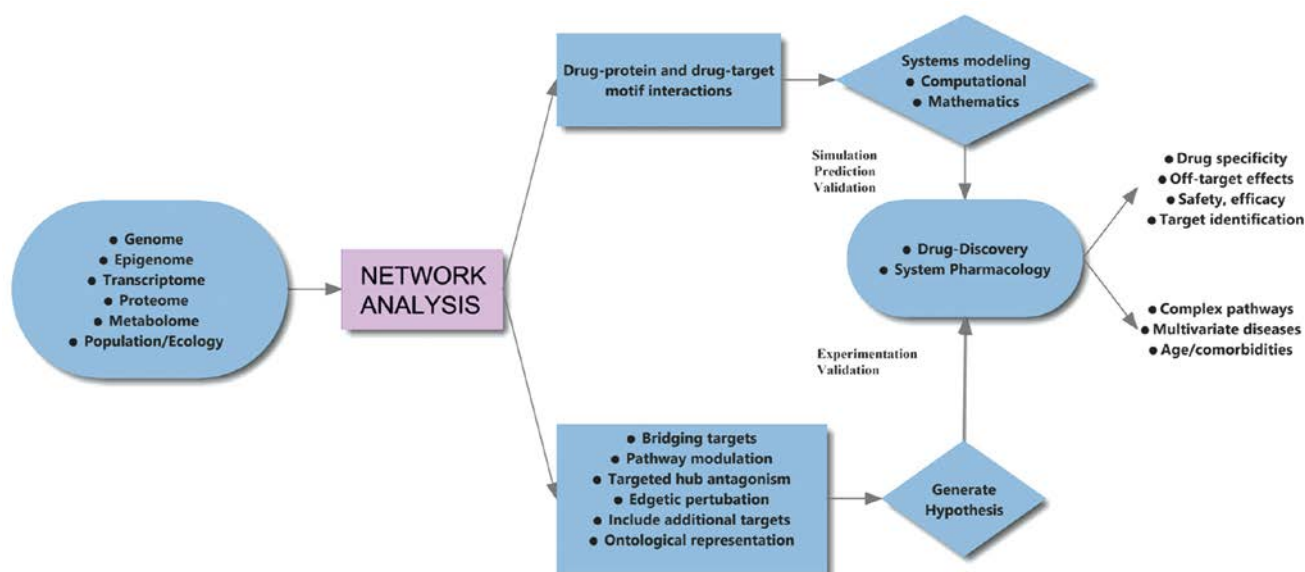 ● Genome
● Epigenome
● Transcriptome
● Proteome
● Metabolome
● Population/Ecology
NETWORK
ANALYSIS
Drug-protein and drug-target
motif interactions
Systems modeling
● Computational
● Mathematics
Simulation
Prediction
Validation
● Drug-Discovery
● System Pharmacology
● Drug specificity
● Off-target effects
● Safety, efficacy
● Target identification
● Complex pathways
● Multivariate diseases
● Age/comorbidities
Experimentation
Validation
● Bridging targets
● Pathway modulation
● Targeted hub antagonism
● Edgetic pertubation
● Include additional targets
● Ontological representation
Generate
Hypothesis